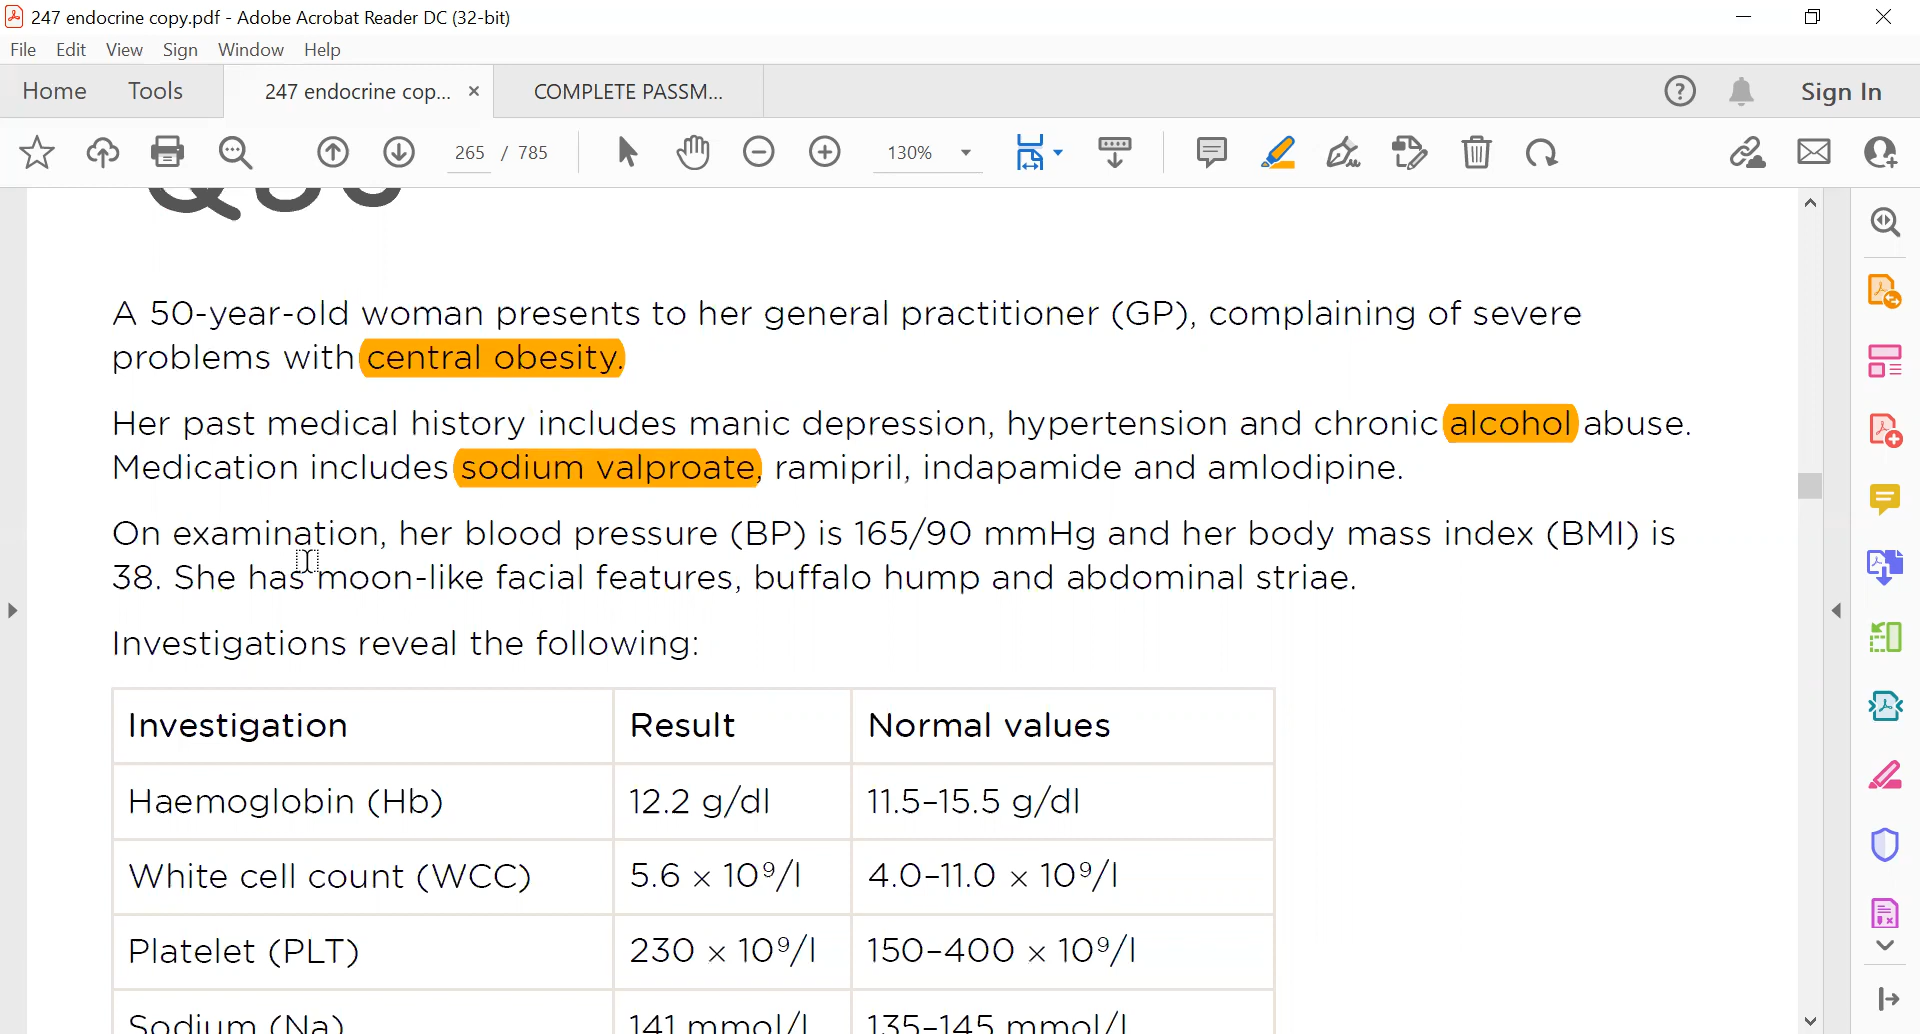 247 endocrine copy.pdf - Adobe Acrobat Reader DC (32-bit)
File Edit View Sign Window Help
Home Tools 247 endocrine cop... × COMPLETE PASSM... Sign In
265 / 785 130%
A 50-year-old woman presents to her general practitioner (GP), complaining of severe
problems with central obesity.
Her past medical history includes manic depression, hypertension and chronic alcohol abuse.
Medication includes sodium valproate, ramipril, indapamide and amlodipine.
On examination, her blood pressure (BP) is 165/90 mmHg and her body mass index (BMI) is
38. She has moon-like facial features, buffalo hump and abdominal striae.
Investigations reveal the following:
Investigation Result Normal values
Haemoglobin (Hb) 12.2 g/dl 11.5–15.5 g/dl
White cell count (WCC) 5.6 × 10⁹/l 4.0–11.0 × 10⁹/l
Platelet (PLT) 230 × 10⁹/l 150–400 × 10⁹/l
Sodium (Na) 141 mmol/l 135–145 mmol/l